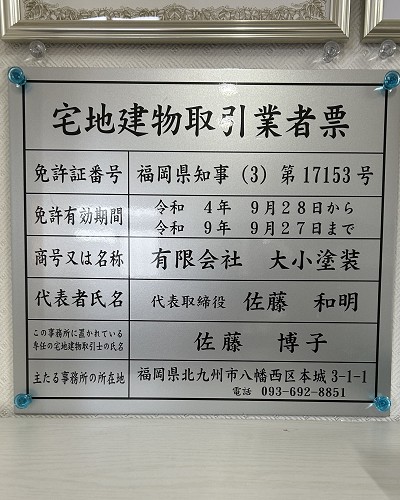 宅地建物取引業者票
免許証番号 福岡県知事 (3) 第 17153 号
免許有効期間 令和 4年 9月28日から
令和 9年 9月27日まで
商号又は名称 有限会社 大小塗装
代表者氏名 代表取締役 佐藤 和明
この事務所に置かれている
専任の宅地建物取引士の氏名
佐藤 博子
主たる事務所の所在地 福岡県北九州市八幡西区本城 3-1-1
電話 093-692-8851